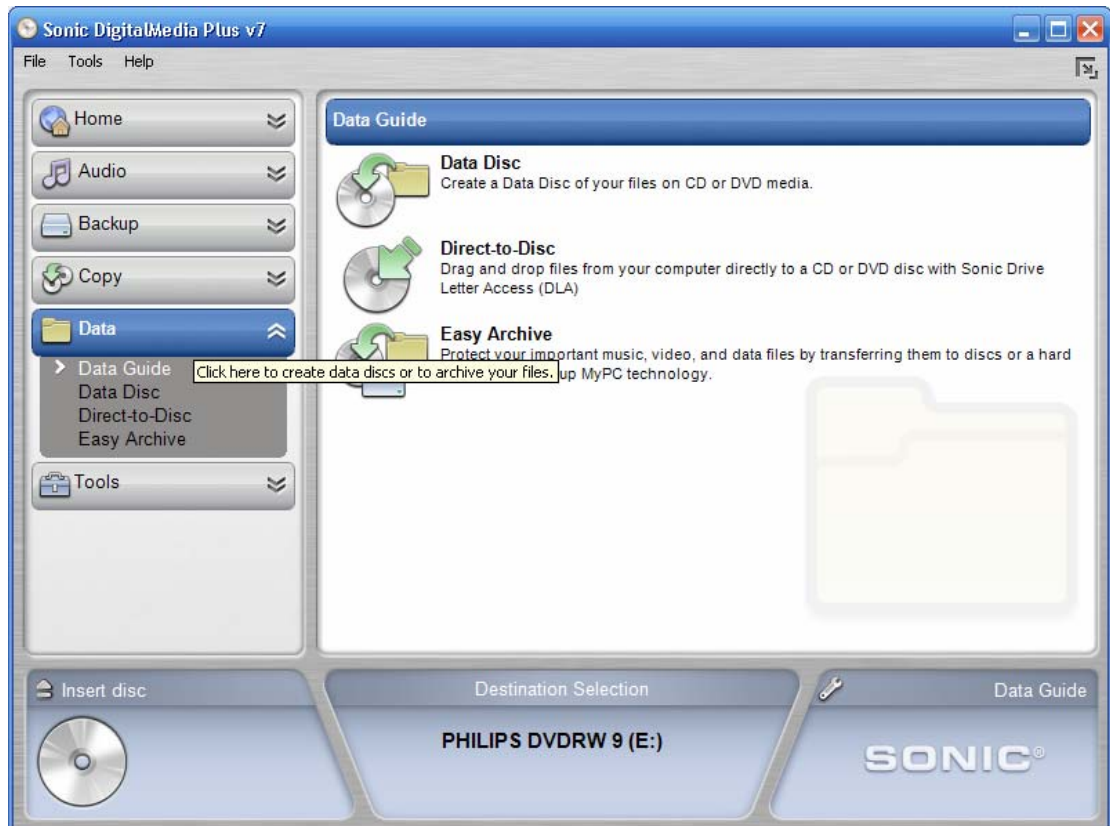 Sonic DigitalMedia Plus v7
File Tools Help
Home
Audio
Backup
Copy
Data
Data Guide
Data Disc
Direct-to-Disc
Easy Archive
Tools
Click here to create data discs or to archive your files.
Data Guide
Data Disc
Create a Data Disc of your files on CD or DVD media.
Direct-to-Disc
Drag and drop files from your computer directly to a CD or DVD disc with Sonic Drive
Letter Access (DLA)
Easy Archive
Protect your important music, video, and data files by transferring them to discs or a hard
up MyPC technology.
Insert disc
Destination Selection
PHILIPS DVDRW 9 (E:)
Data Guide
SONIC®